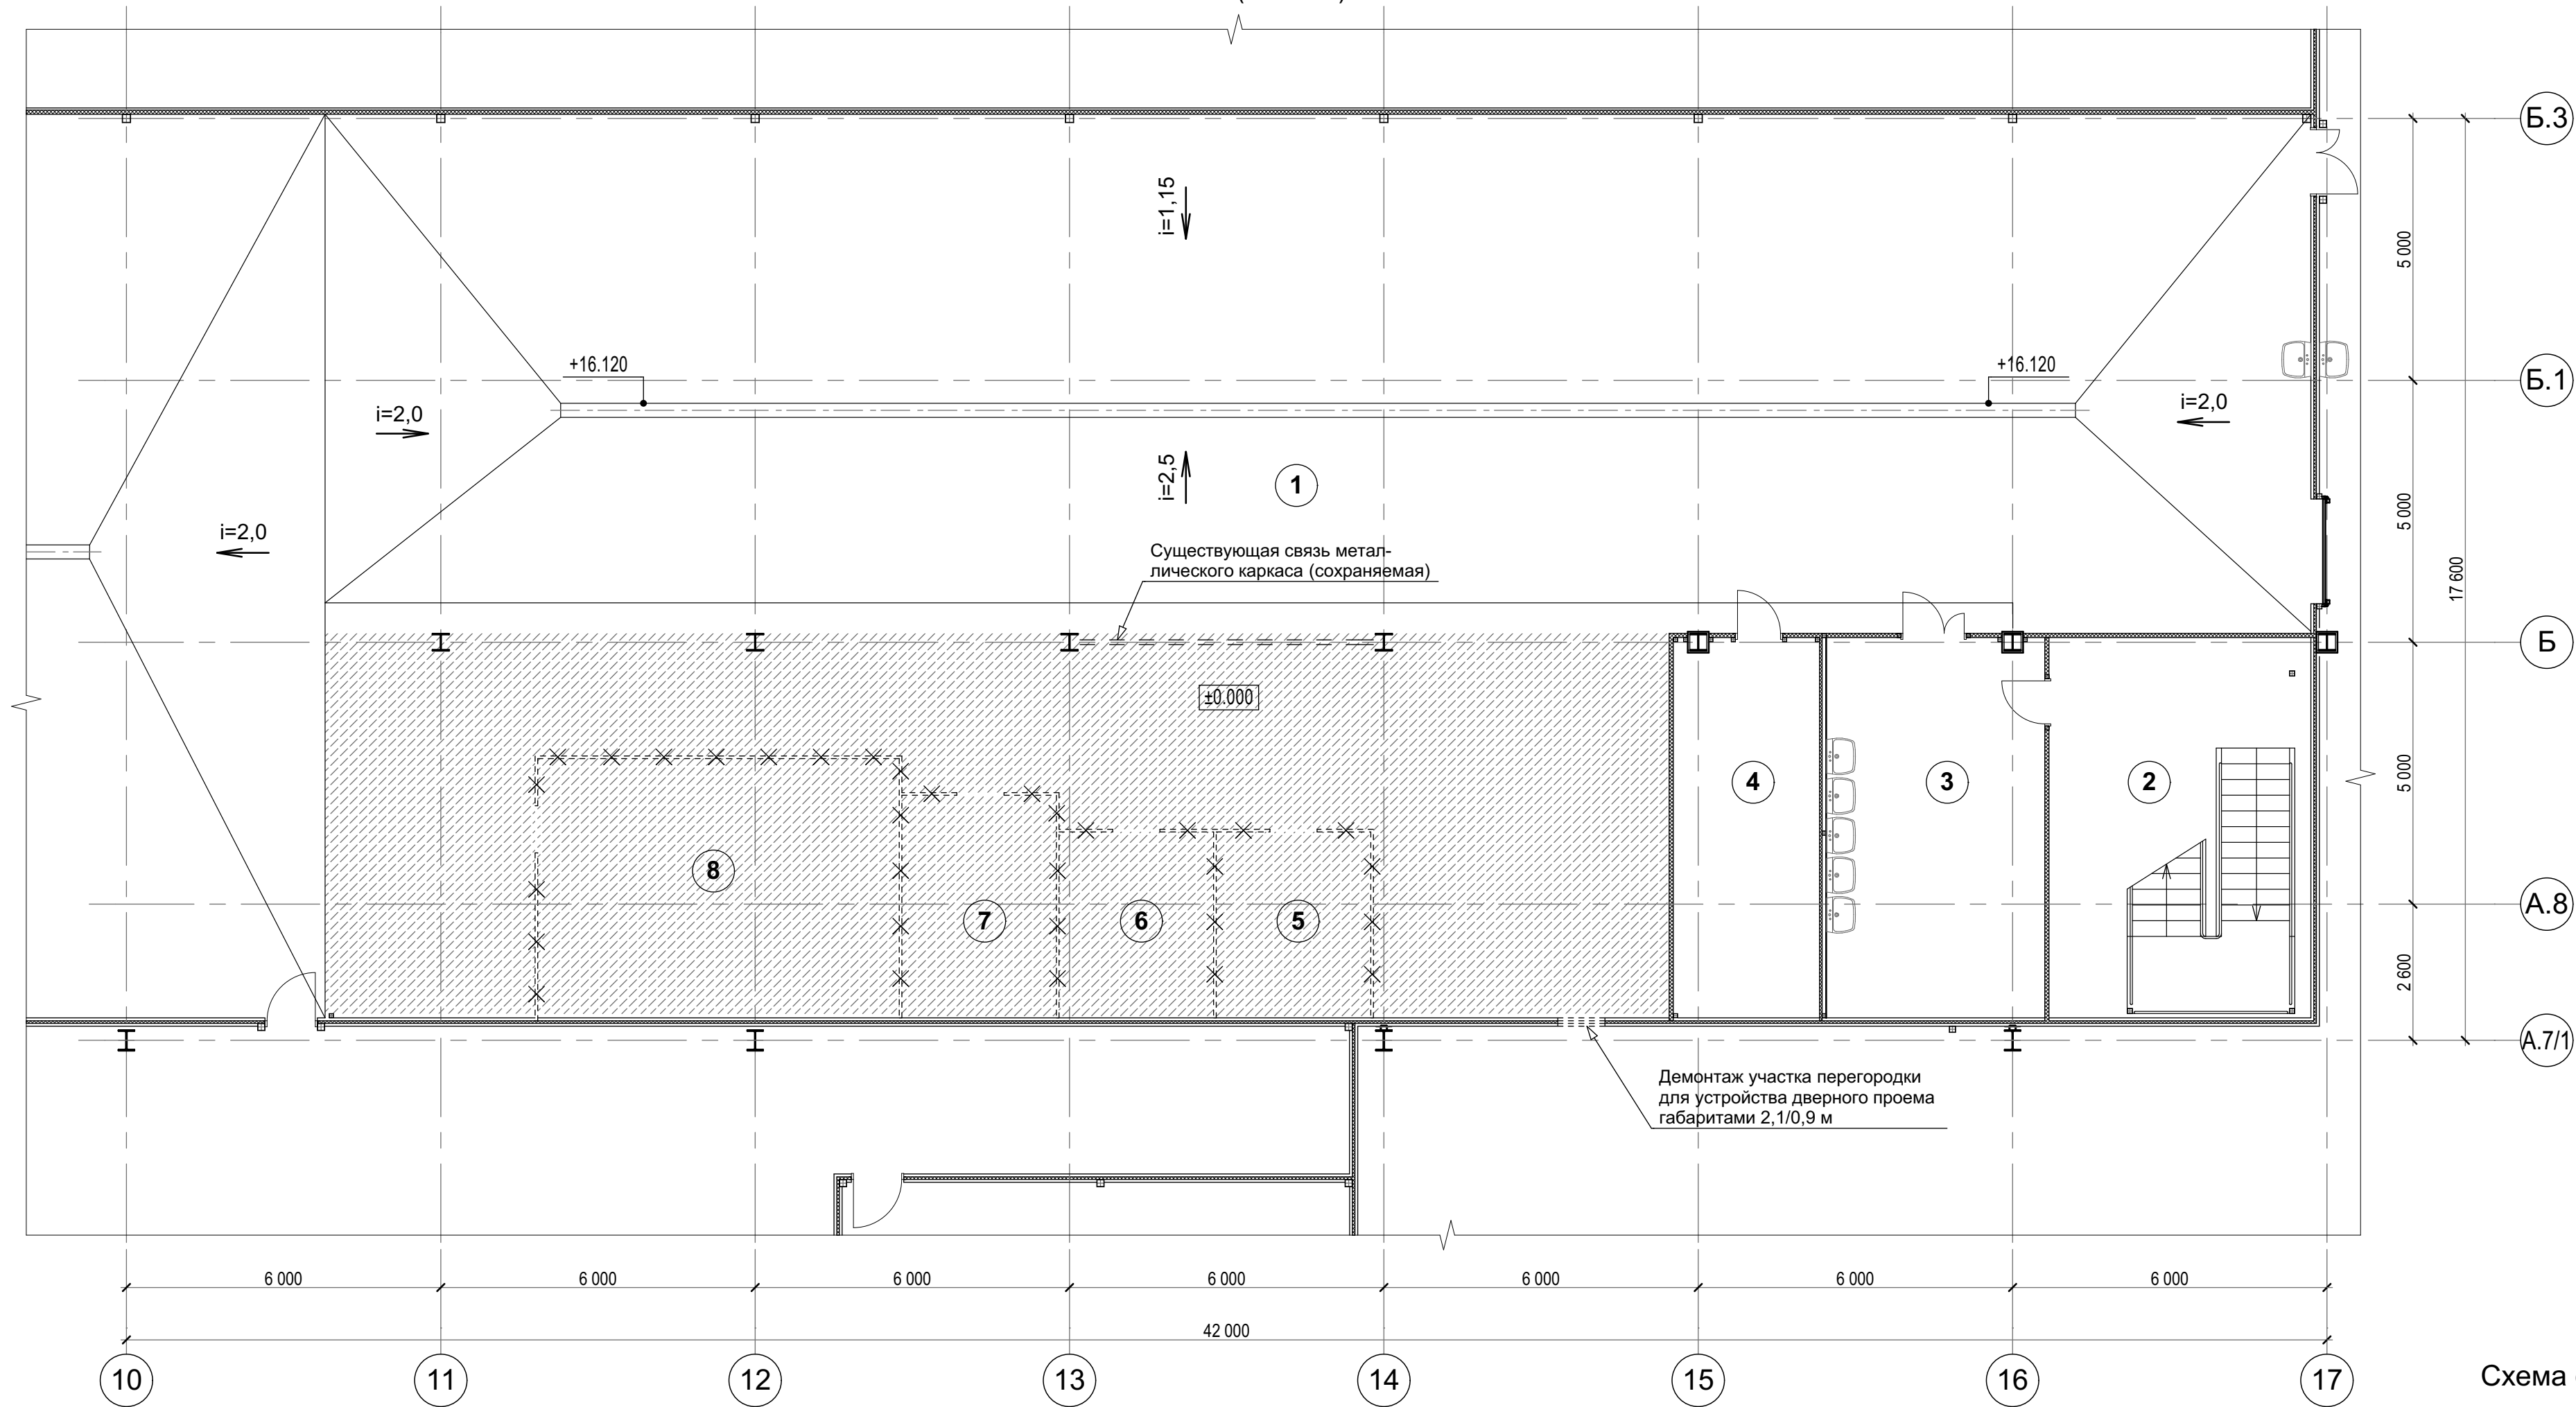 Б.3
i=1,15
5 000
+16.120
+16.120
Б.1
i=2,0
i=2,0
i=2,5
1
5 000
17 600
i=2,0
Существующая связь метал-
лического каркаса (сохраняемая)
Б
±0.000
4
3
2
5 000
8
7
6
5
А.8
2 600
А.7/1
Демонтаж участка перегородки
для устройства дверного проема
габаритами 2,1/0,9 м
6 000
6 000
6 000
6 000
6 000
6 000
6 000
42 000
10
11
12
13
14
15
16
17
Схема